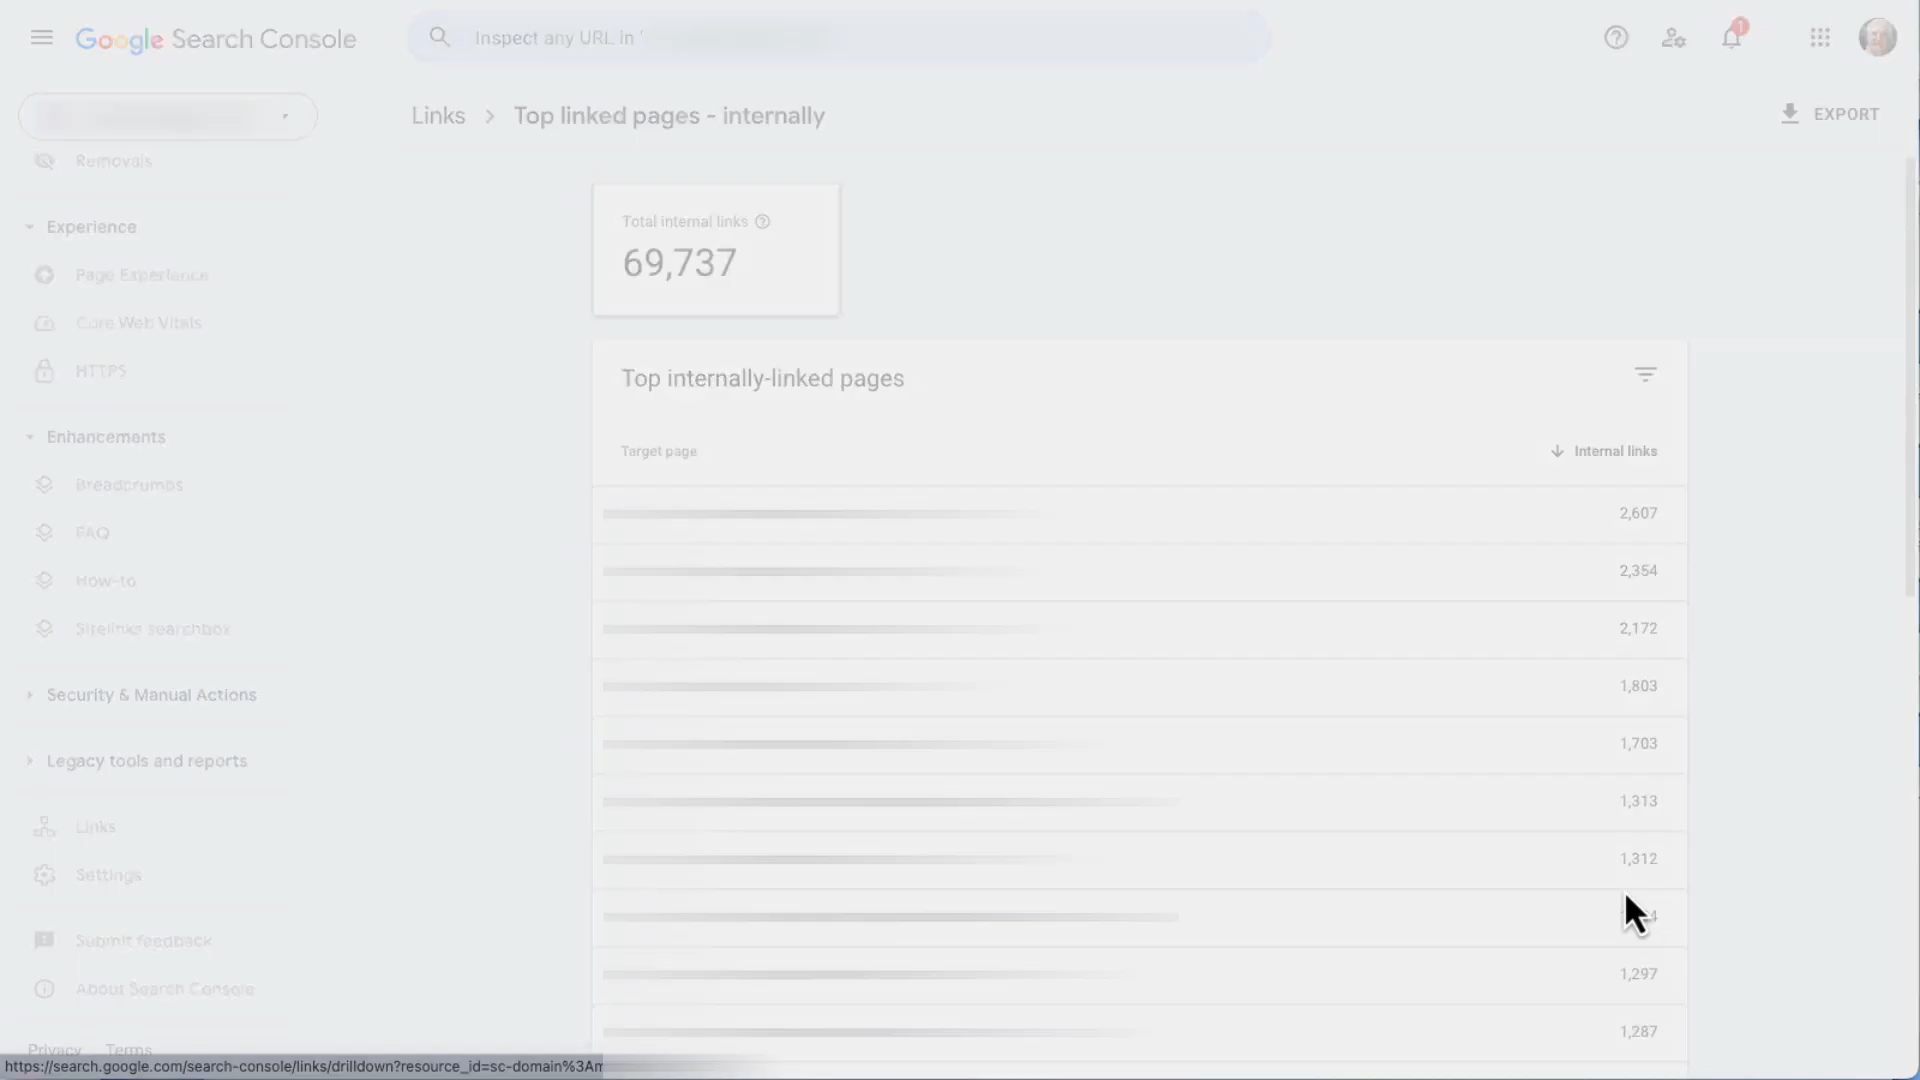 Google Search Console
Inspect any URL in '
1
Links > Top linked pages - internally
EXPORT
Removals
Experience
Page Experience
Core Web Vitals
HTTPS
Enhancements
Breadcrumbs
FAQ
How-to
Sitelinks searchbox
Security & Manual Actions
Legacy tools and reports
Links
Settings
Submit feedback
About Search Console
Privacy Terms
Total internal links
69,737
Top internally-linked pages
Target page Internal links
2,607
2,354
2,172
1,803
1,703
1,313
1,312
1,297
1,287
https://search.google.com/search-console/links/drilldown?resource_id=sc-domain%3Am